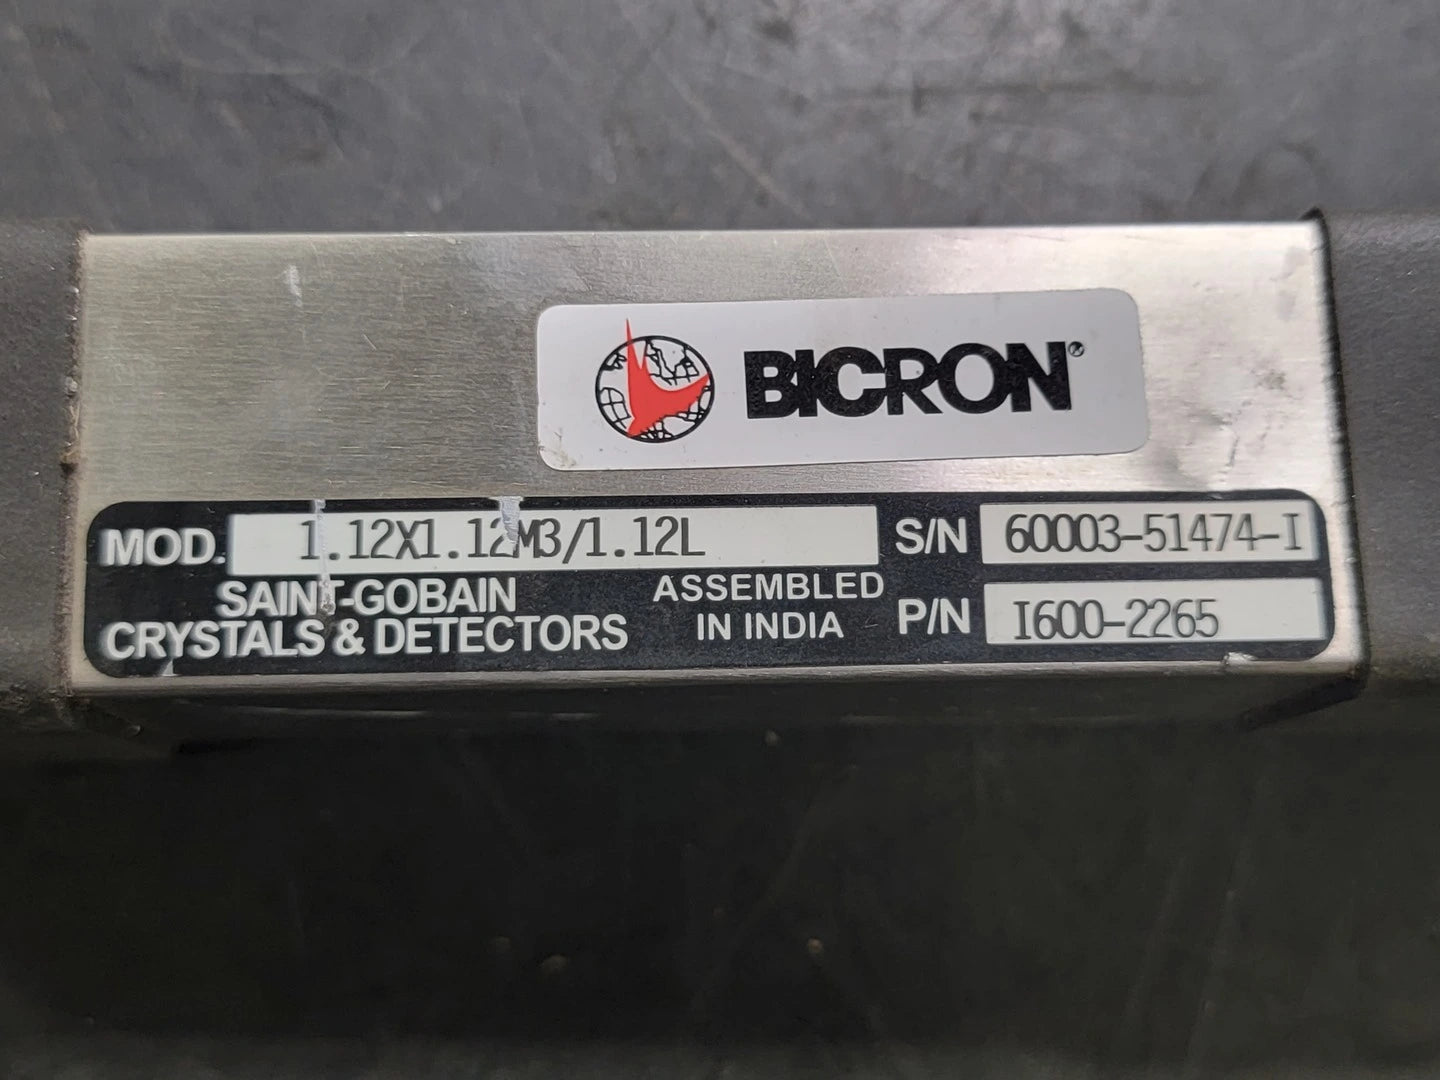 BICRON®
MOD. 1.12X1.12M3/1.12L S/N 60003-51474-I
SAINT-GOBAIN ASSEMBLED
CRYSTALS & DETECTORS IN INDIA P/N I600-2265